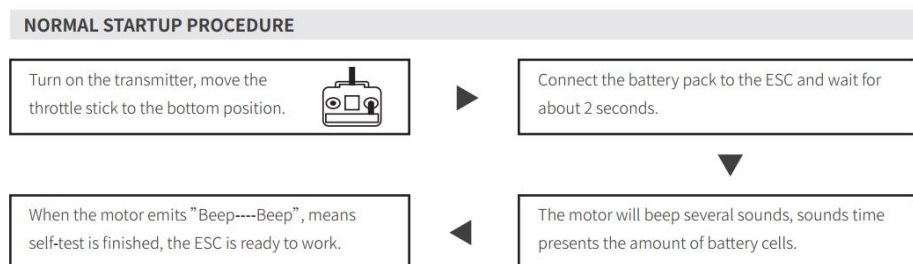 NORMAL STARTUP PROCEDURE
Turn on the transmitter, move the
throttle stick to the bottom position.
Connect the battery pack to the ESC and wait for
about 2 seconds.
The motor will beep several sounds, sounds time
presents the amount of battery cells.
When the motor emits ”Beep----Beep”, means
self-test is finished, the ESC is ready to work.